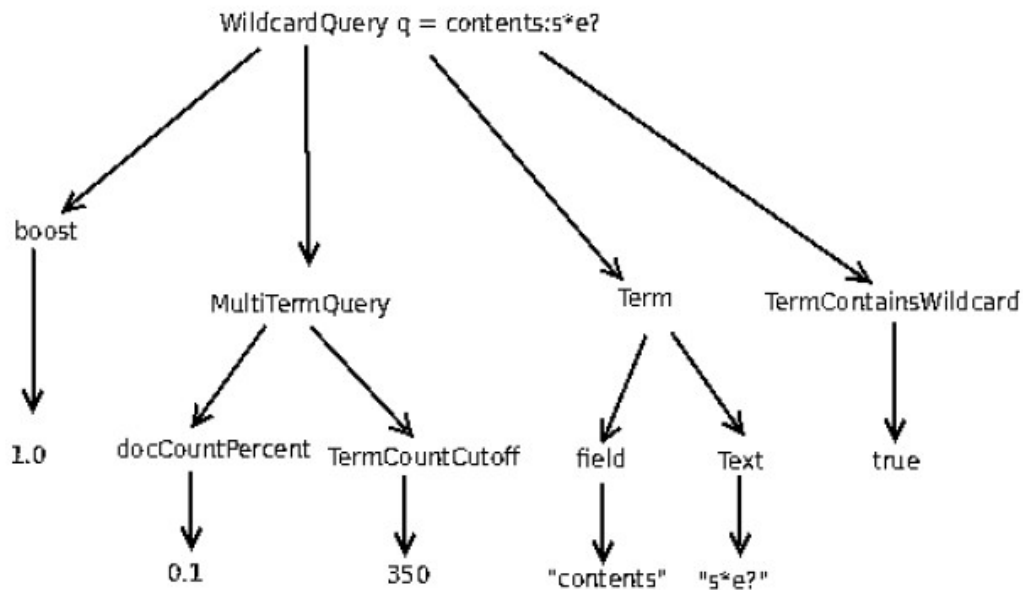 WildcardQuery q = contents:s*e?
boost
MultiTermQuery
Term
TermContainsWildcard
1.0
docCountPercent
TermCountCutoff
field
Text
true
0.1
350
"contents"
"s*e?"